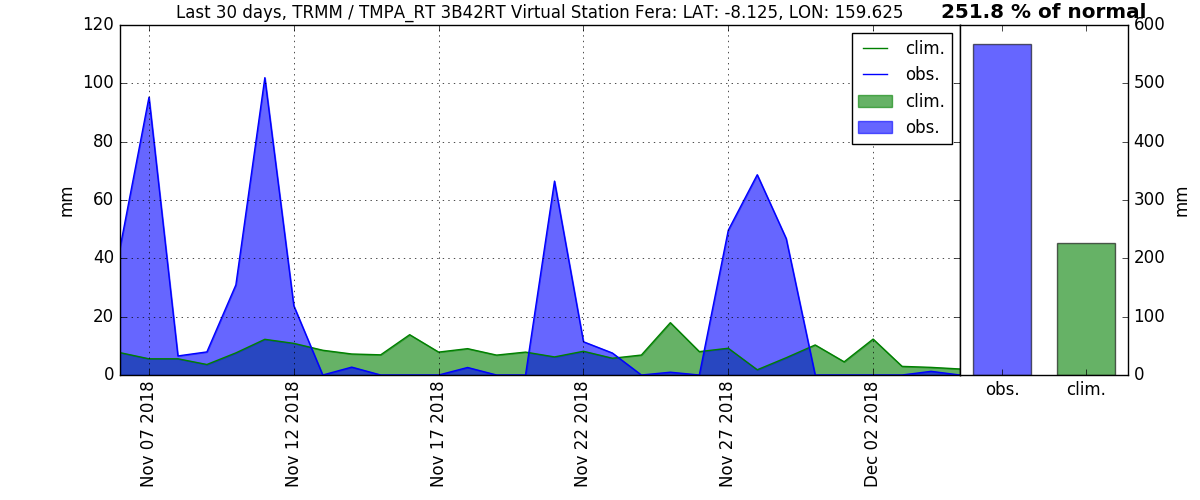 Last 30 days, TRMM / TMPA_RT 3B42RT Virtual Station Fera: LAT: -8.125, LON: 159.625
251.8 % of normal
120
100
80
60
40
20
0
mm
clim.
obs.
clim.
obs.
600
500
400
300
200
100
0
mm
Nov 07 2018
Nov 12 2018
Nov 17 2018
Nov 22 2018
Nov 27 2018
Dec 02 2018
obs.
clim.